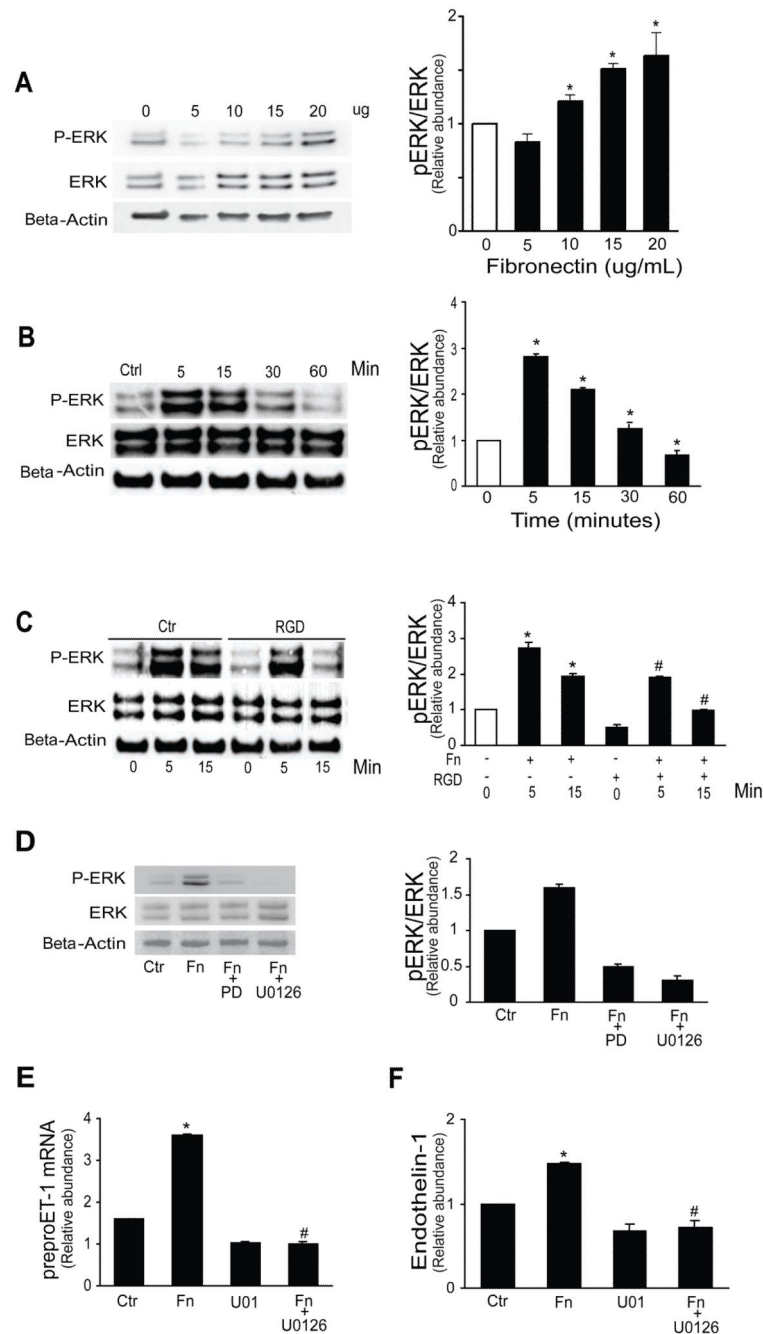 A
0 5 10 15 20 ug
P-ERK
ERK
Beta-Actin
pERK/ERK
(Relative abundance)
2
1
0
* * * *
0 5 10 15 20
Fibronectin (ug/mL)
B
Ctrl 5 15 30 60 Min
P-ERK
ERK
Beta-Actin
pERK/ERK
(Relative abundance)
4
3
2
1
0
* * * *
0 5 15 30 60
Time (minutes)
C
Ctr RGD
P-ERK
ERK
Beta-Actin
0 5 15 0 5 15 Min
pERK/ERK
(Relative abundance)
4
3
2
1
0
* * # #
Fn - + + - + +
RGD - - - + + +
0 5 15 0 5 15 Min
D
P-ERK
ERK
Beta-Actin
Ctr Fn Fn Fn
+ +
PD U0126
pERK/ERK
(Relative abundance)
2
1.5
1
0.5
0
Ctr Fn Fn Fn
+ +
PD U0126
E
preproET-1 mRNA
(Relative abundance)
4
3
2
1
0
* #
Ctr Fn U01 Fn
+
U0126
F
Endothelin-1
(Relative abundance)
2
1
0
* #
Ctr Fn U01 Fn
+
U0126